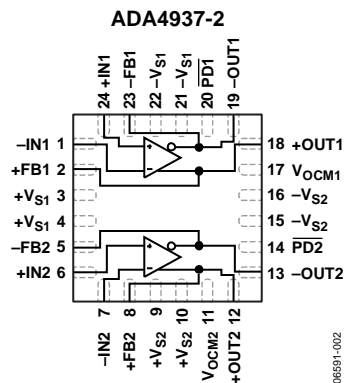 ADA4937-2
24 +IN1
23 –FB1
22 –VS1
21 –VS1
20 PD1
19 –OUT1
–IN1 1
+FB1 2
+VS1 3
+VS1 4
–FB2 5
+IN2 6
18 +OUT1
17 VOCM1
16 –VS2
15 –VS2
14 PD2
13 –OUT2
–IN2 7
+FB2 8
+VS2 9
+VS2 10
VOCM2 11
+OUT2 12
06591-002